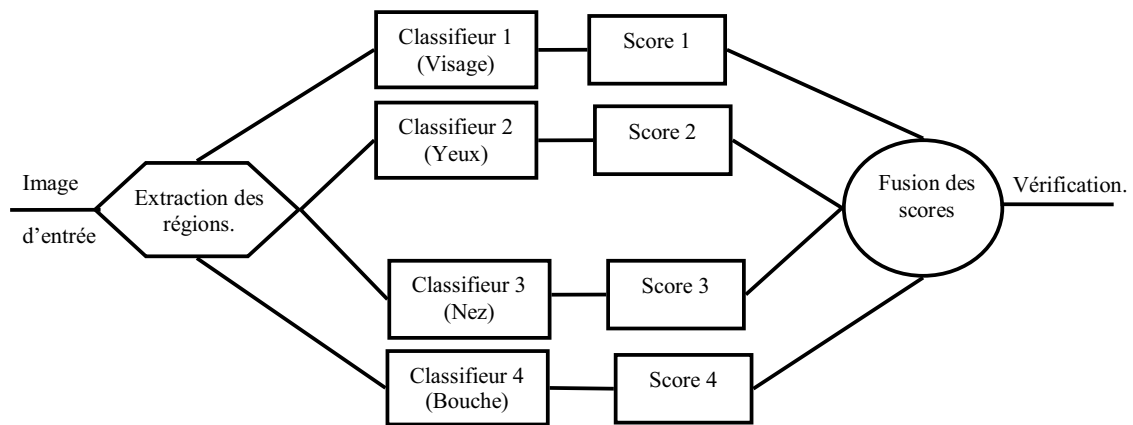 Image
d'entrée
Extraction des
régions.
Classifieur 1
(Visage)
Score 1
Classifieur 2
(Yeux)
Score 2
Classifieur 3
(Nez)
Score 3
Classifieur 4
(Bouche)
Score 4
Fusion des
scores
Vérification.